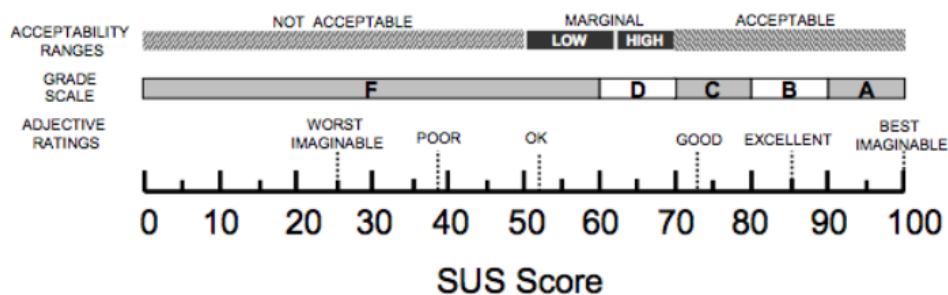 NOT ACCEPTABLE MARGINAL ACCEPTABLE
ACCEPTABILITY
RANGES
LOW HIGH
GRADE
SCALE
F D C B A
ADJECTIVE
RATINGS
WORST
IMAGINABLE
POOR OK GOOD EXCELLENT
BEST
IMAGINABLE
0 10 20 30 40 50 60 70 80 90 100
SUS Score